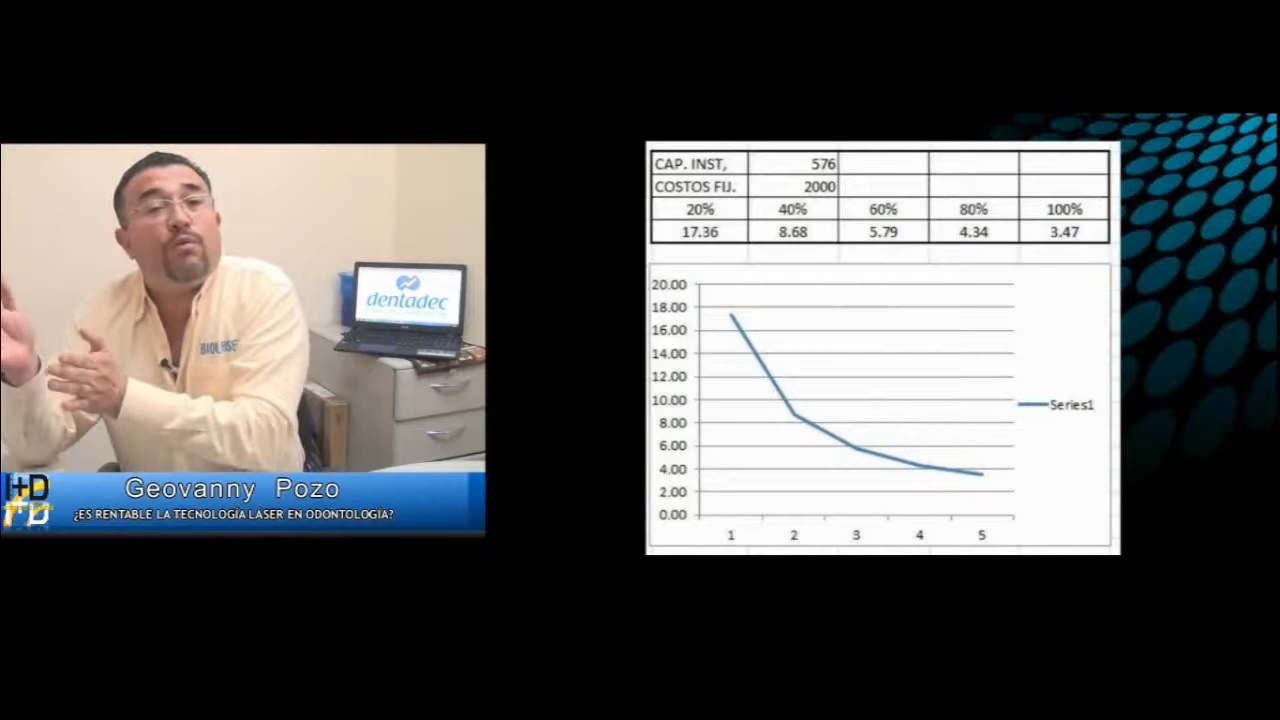 dentadec
I+D
Geovanny Pozo
¿ES RENTABLE LA TECNOLOGÍA LÁSER EN ODONTOLOGÍA?
CAP. INST, 576
COSTOS FIJ. 2000
20% 40% 60% 80% 100%
17.36 8.68 5.79 4.34 3.47
20.00
18.00
16.00
14.00
12.00
10.00
8.00
6.00
4.00
2.00
0.00
Series1
1 2 3 4 5